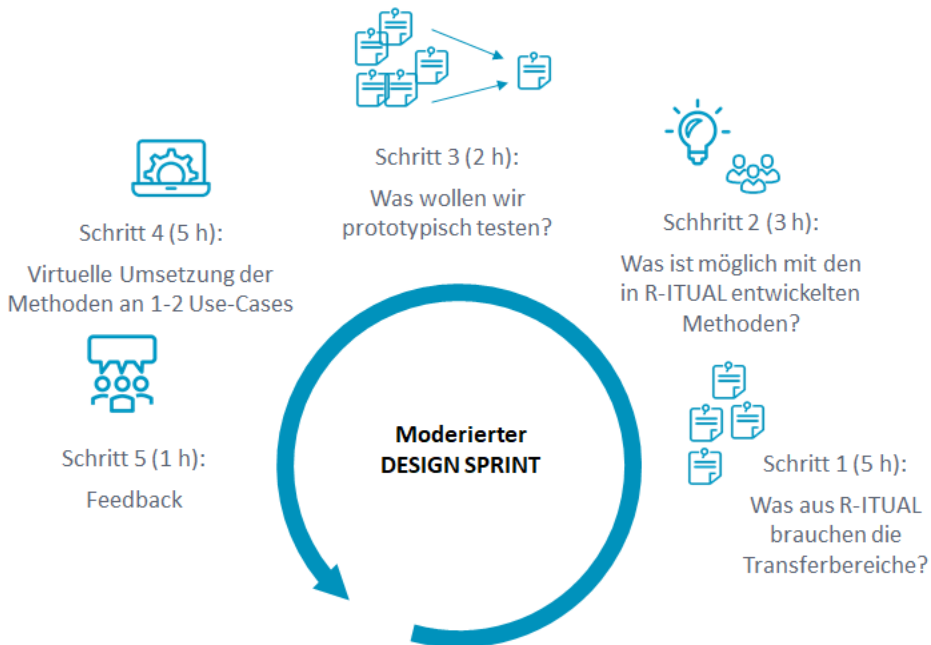 Schritt 3 (2 h):
Was wollen wir
prototypisch testen?
Schritt 4 (5 h):
Virtuelle Umsetzung der
Methoden an 1-2 Use-Cases
Schhritt 2 (3 h):
Was ist möglich mit den
in R-ITUAL entwickelten
Methoden?
Moderierter
DESIGN SPRINT
Schritt 5 (1 h):
Feedback
Schritt 1 (5 h):
Was aus R-ITUAL
brauchen die
Transferbereiche?